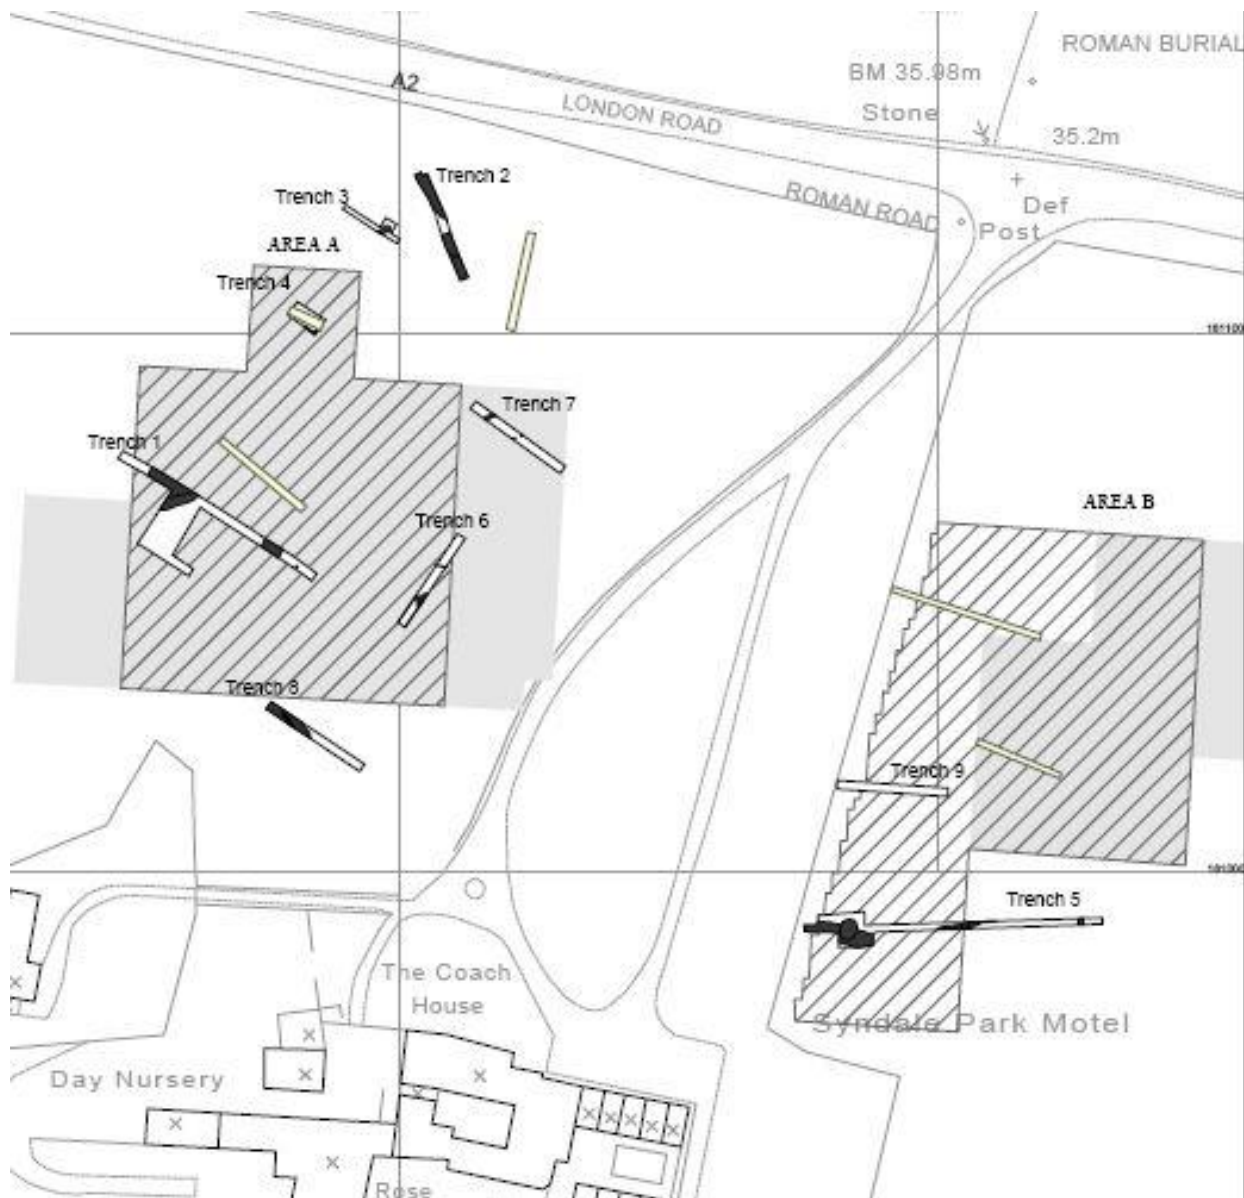 ROMAN BURIAL
BM 35.98m
A2
LONDON ROAD
Stone
35.2m
Trench 2
Trench 3
ROMAN ROAD
Def
Post
AREA A
Trench 4
Trench 7
Trench 1
AREA B
Trench 6
Trench 8
Trench 9
Trench 5
The Coach
House
Syndale Park Motel
Day Nursery
Rose